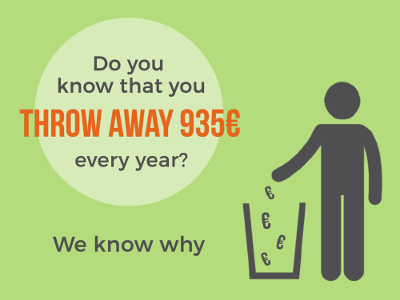 Do you
know that you
THROW AWAY 935€
every year?
We know why
€
€
€
€